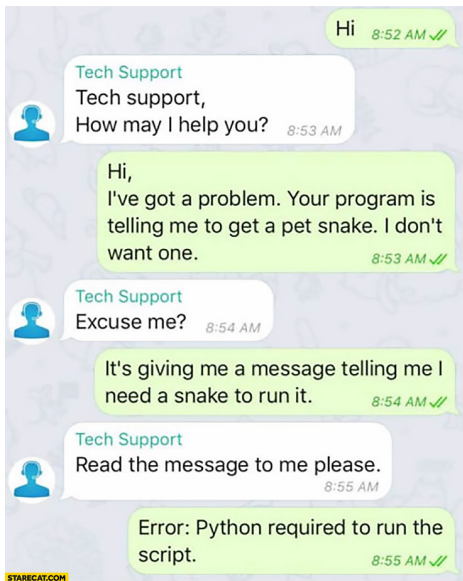 Hi 8:52 AM
Tech Support
Tech support,
How may I help you? 8:53 AM
Hi,
I've got a problem. Your program is
telling me to get a pet snake. I don't
want one. 8:53 AM
Tech Support
Excuse me? 8:54 AM
It's giving me a message telling me I
need a snake to run it. 8:54 AM
Tech Support
Read the message to me please.
8:55 AM
Error: Python required to run the
script. 8:55 AM
STARECAT.COM